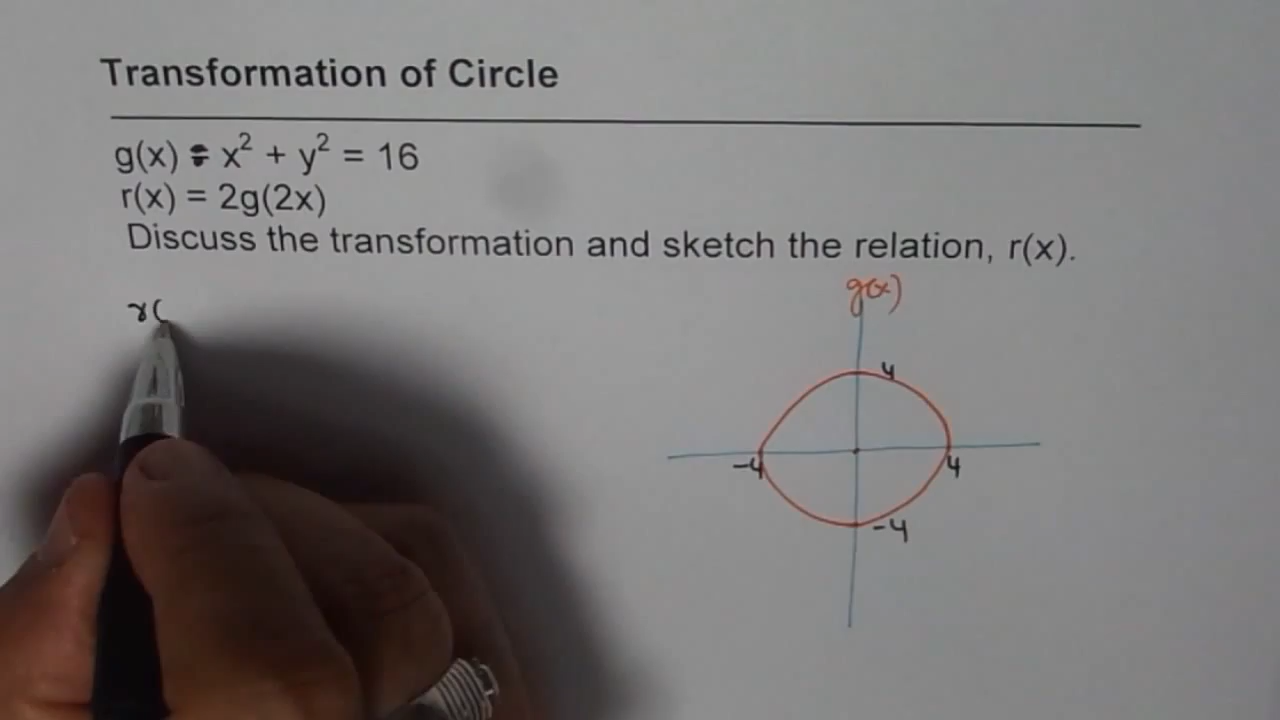 Transformation of Circle
g(x) = x² + y² = 16
r(x) = 2g(2x)
Discuss the transformation and sketch the relation, r(x).
r(
g(x)
4
-4
4
-4